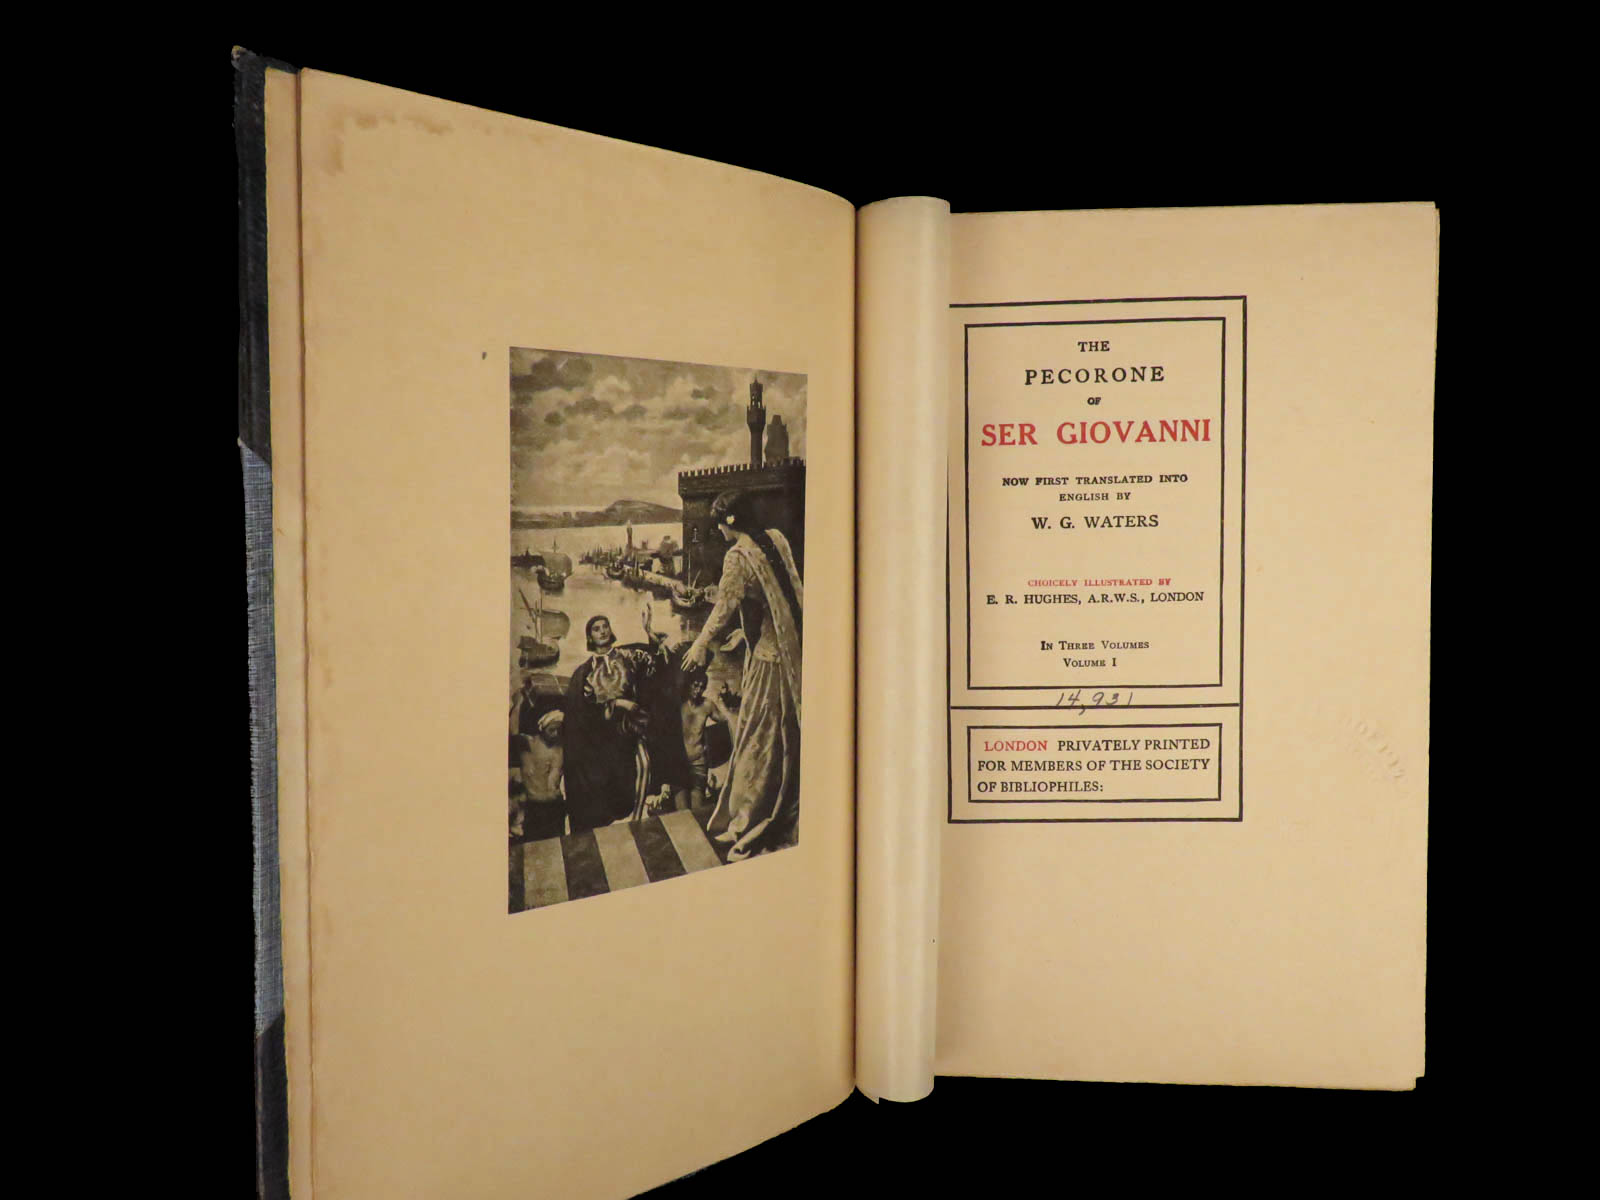 THE
PECORONE
OF
SER GIOVANNI
NOW FIRST TRANSLATED INTO
ENGLISH BY
W. G. WATERS
CHOICELY ILLUSTRATED BY
E. R. HUGHES, A.R.W.S., LONDON
IN THREE VOLUMES
VOLUME I
14,931
LONDON PRIVATELY PRINTED
FOR MEMBERS OF THE SOCIETY
OF BIBLIOPHILES: